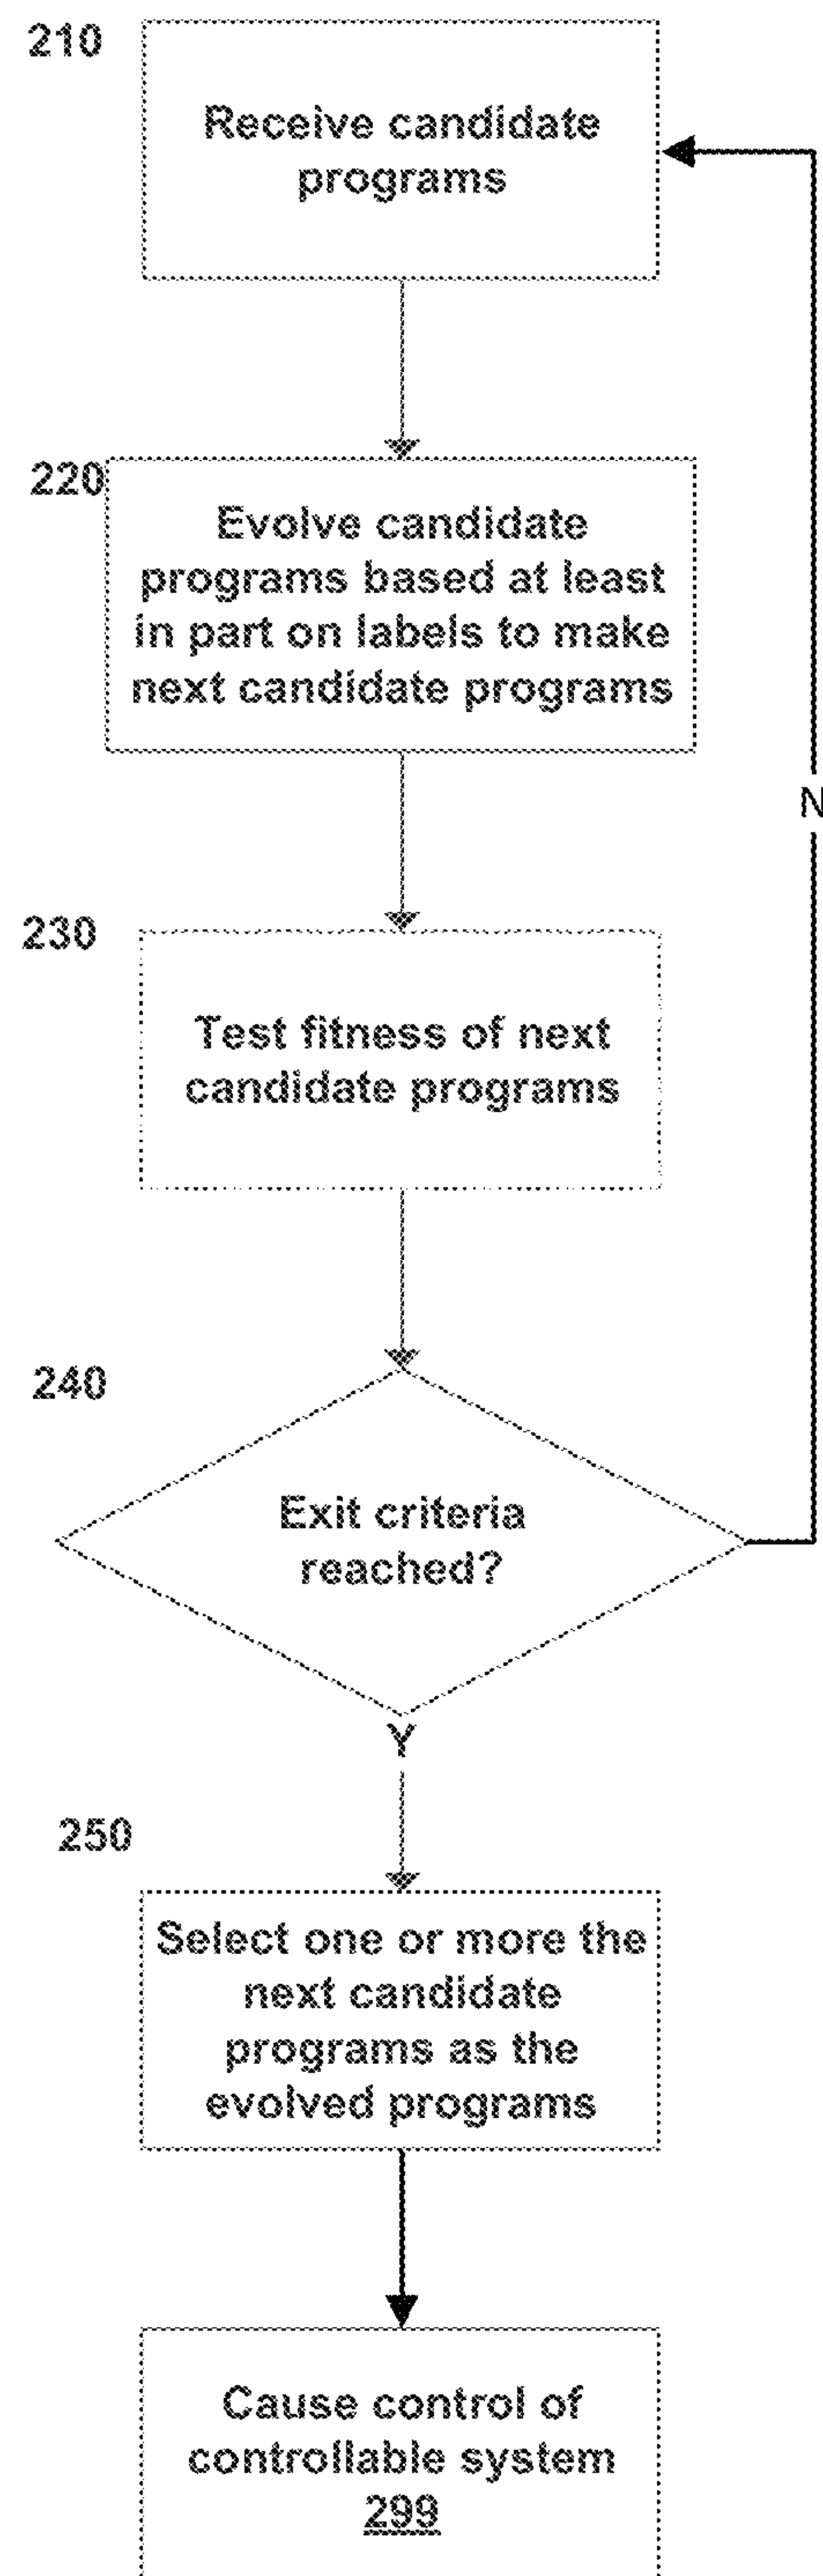 210
Receive candidate
programs
220
Evolve candidate
programs based at least
in part on labels to make
next candidate programs
N
230
Test fitness of next
candidate programs
240
Exit criteria
reached?
Y
250
Select one or more the
next candidate
programs as the
evolved programs
Cause control of
controllable system
299